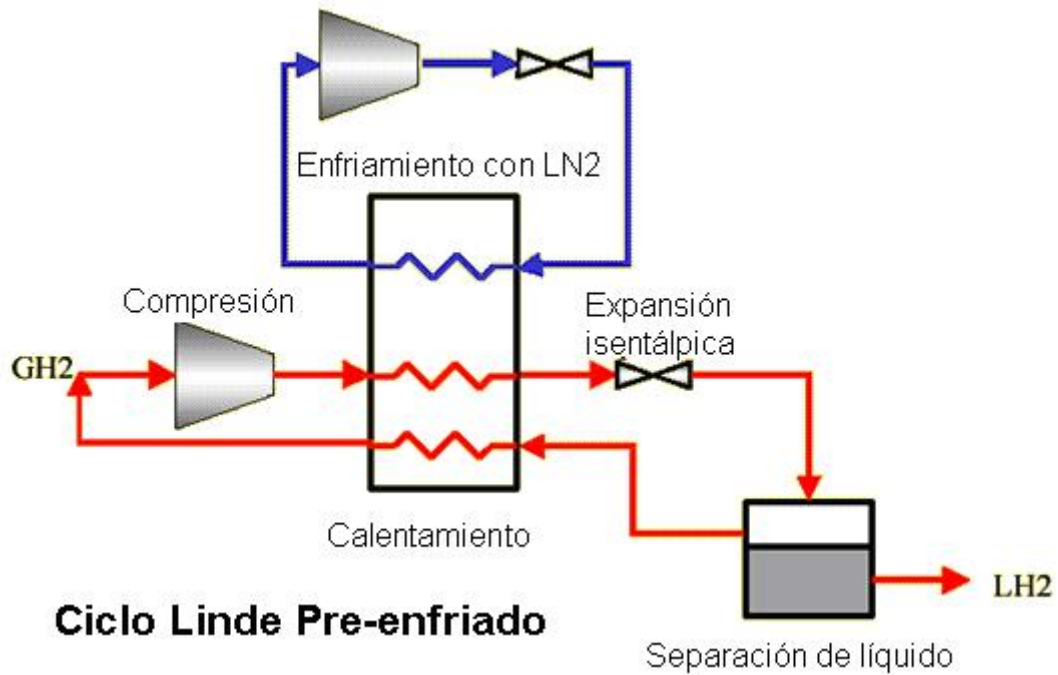 Enfriamiento con LN2
Compresión
Expansión
isentálpica
GH2
Calentamiento
LH2
Ciclo Linde Pre-enfriado
Separación de líquido